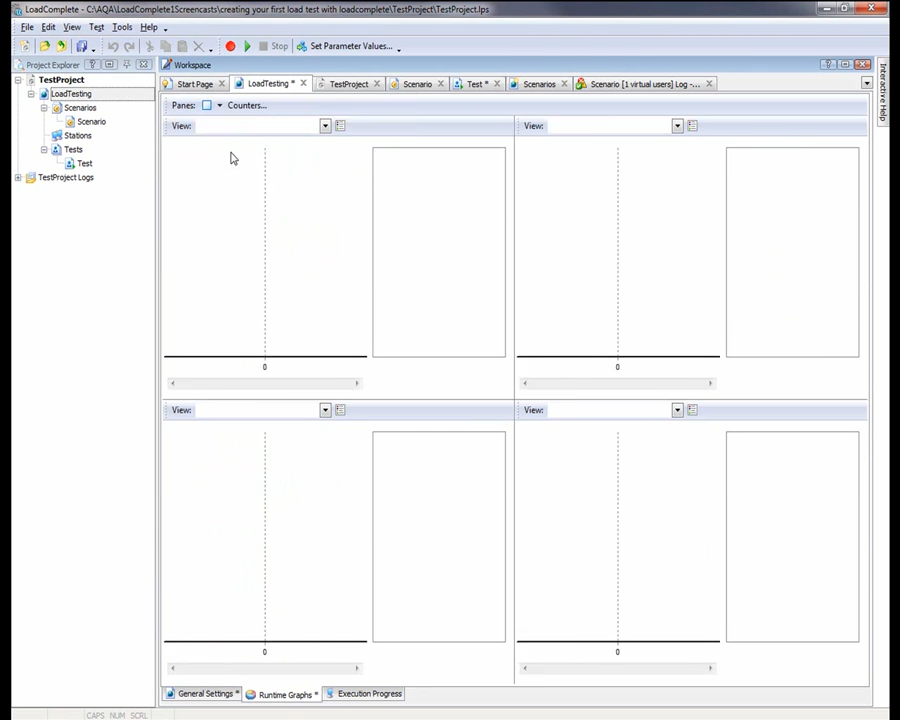 LoadComplete - C:\AQA\LoadComplete1Screencasts\creating your first load test with loadcomplete\TestProject\TestProject.lps
File Edit View Test Tools Help
Stop Set Parameter Values...
Project Explorer
Workspace
TestProject
LoadTesting
Scenarios
Scenario
Stations
Tests
Test
TestProject Logs
Start Page LoadTesting * TestProject Scenario Test * Scenarios Scenario [1 virtual users] Log -...
Panes: Counters...
View:
View:
0
0
View:
View:
0
0
General Settings * Runtime Graphs * Execution Progress
Interactive Help
CAPS NUM SCRL